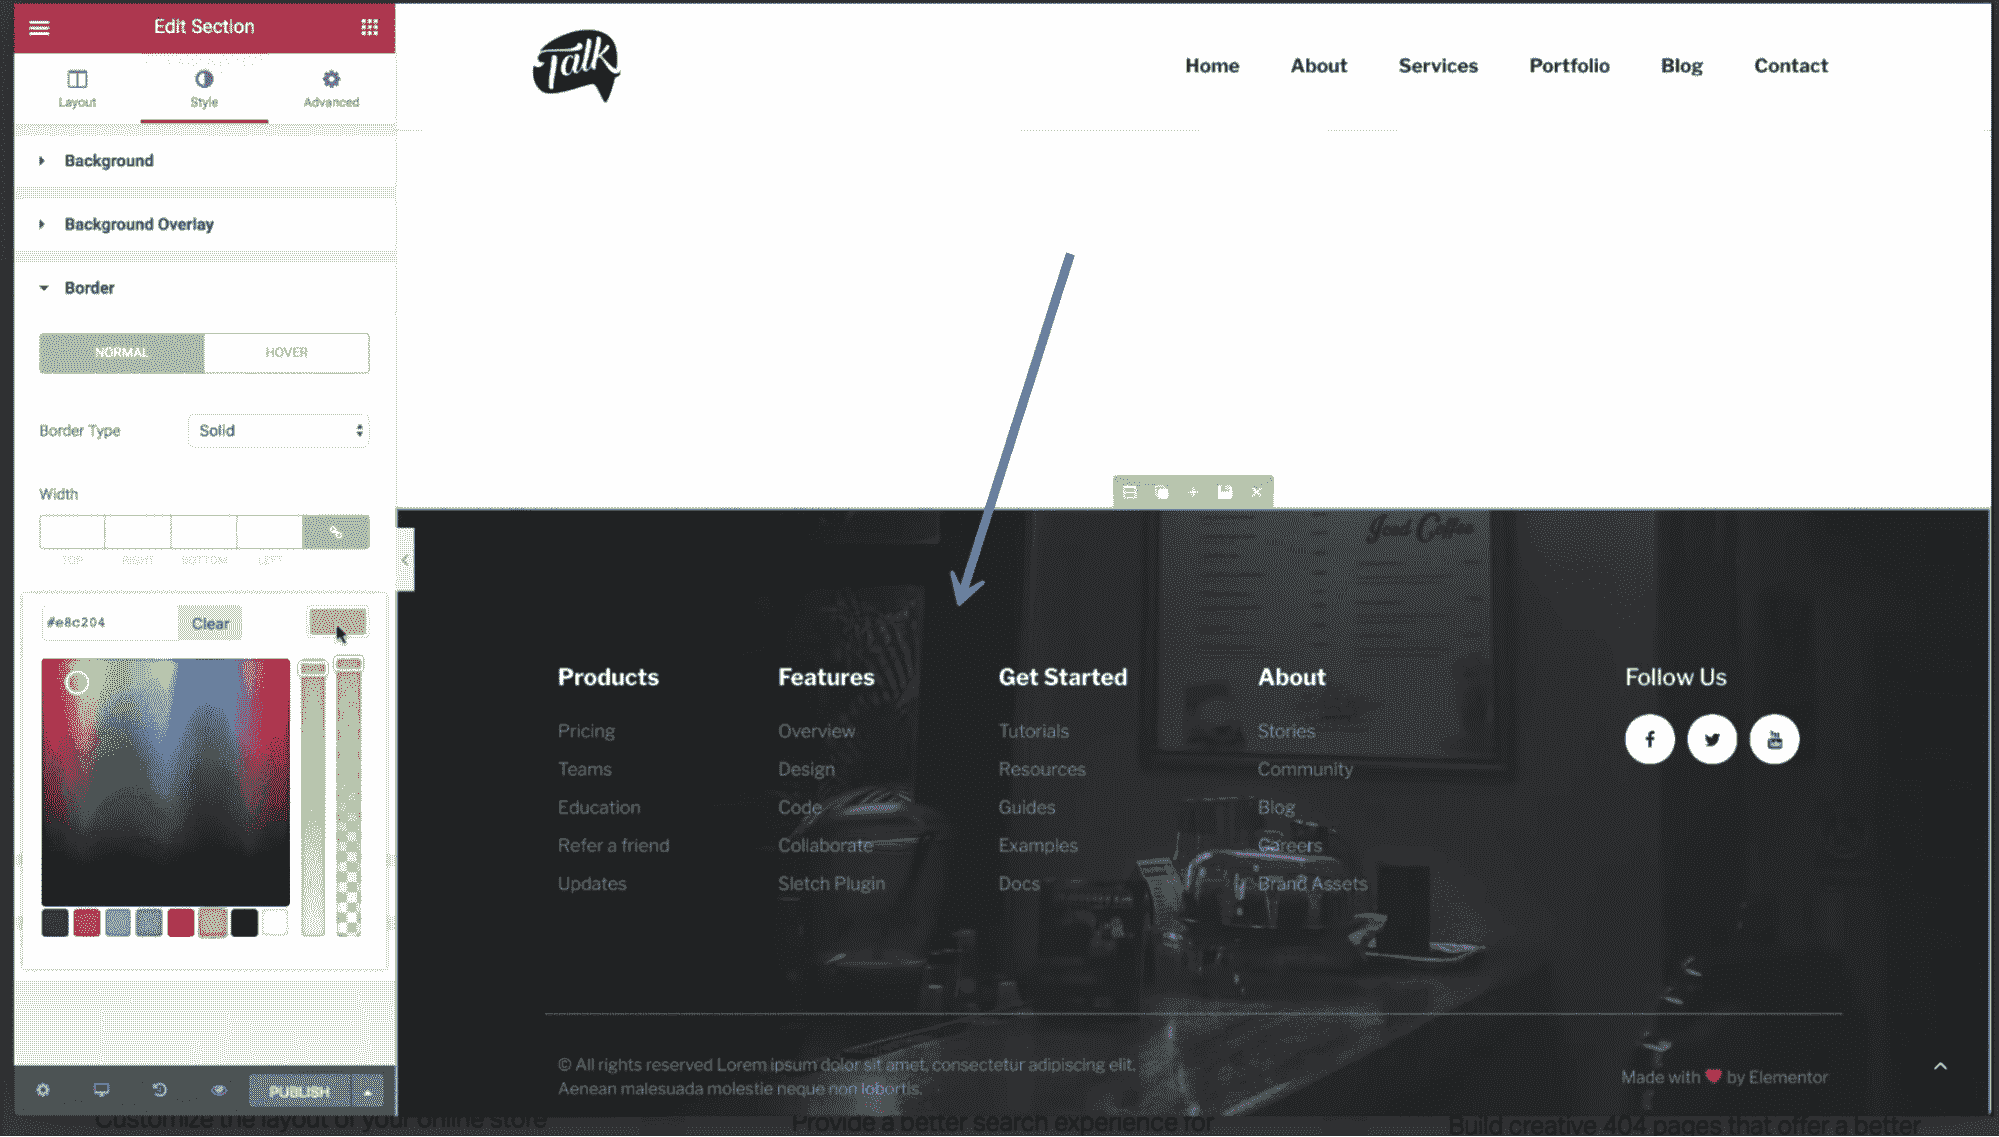 Edit Section
Talk
Home About Services Portfolio Blog Contact
Layout Style Advanced
Background
Background Overlay
Border
NORMAL HOVER
Border Type Solid
Width
TOP RIGHT BOTTOM LEFT
#e8c204 Clear
PUBLISH
Iced Coffee
Products
Pricing
Teams
Education
Refer a friend
Updates
Features
Overview
Design
Code
Collaborate
Sletch Plugin
Get Started
Tutorials
Resources
Guides
Examples
Docs
About
Stories
Community
Blog
Careers
Brand Assets
Follow Us
You
© All rights reserved Lorem ipsum dolor sit amet, consectetur adipiscing elit.
Aenean malesuada molestie neque non lobortis.
Made with ❤ by Elementor
Customize the layout of your online store
Provide a better search experience for
Build creative 404 pages that offer a better